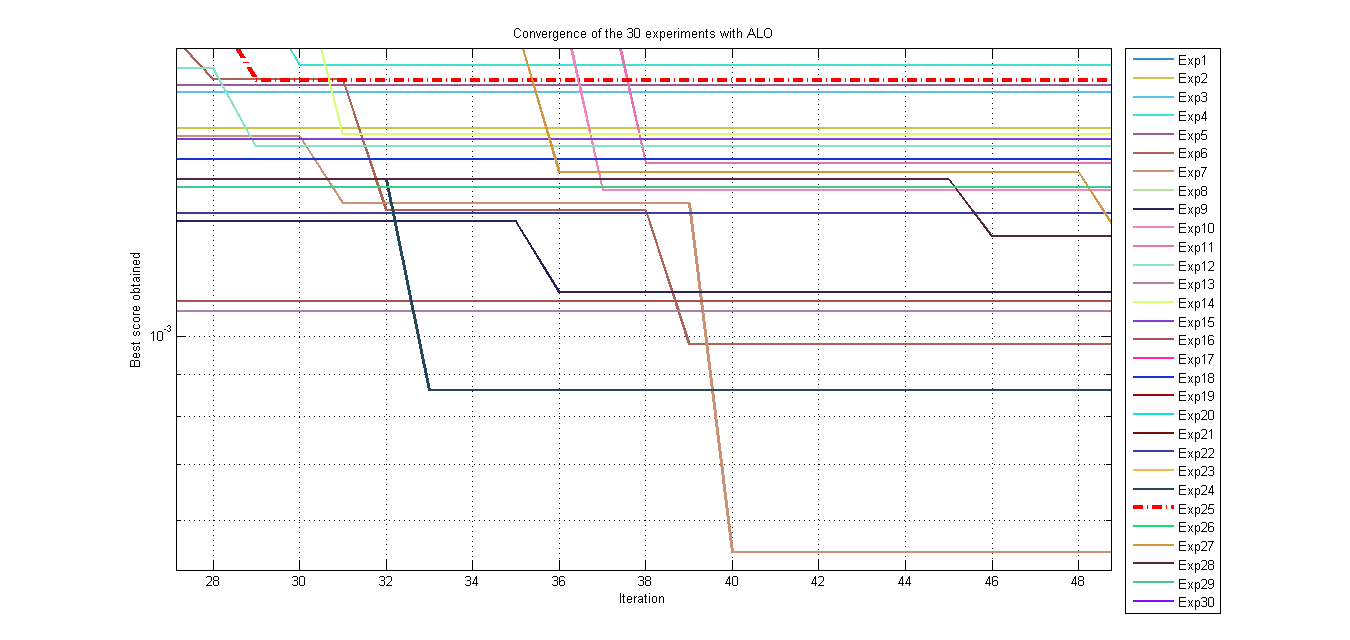 Convergence of the 30 experiments with ALO
Best score obtained
10^-3
28 30 32 34 36 38 40 42 44 46 48
Iteration
Exp1
Exp2
Exp3
Exp4
Exp5
Exp6
Exp7
Exp8
Exp9
Exp10
Exp11
Exp12
Exp13
Exp14
Exp15
Exp16
Exp17
Exp18
Exp19
Exp20
Exp21
Exp22
Exp23
Exp24
Exp25
Exp26
Exp27
Exp28
Exp29
Exp30